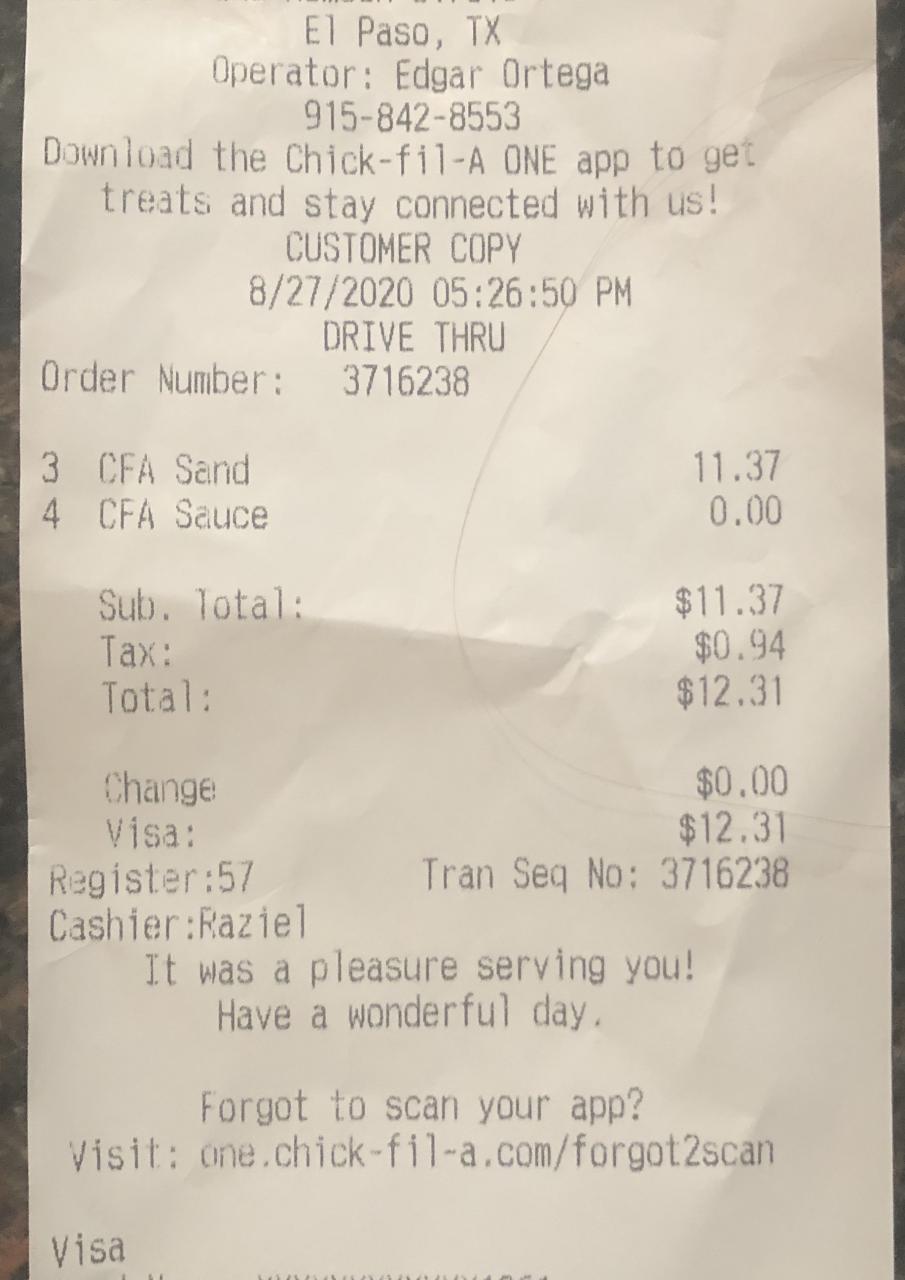 El Paso, TX
Operator: Edgar Ortega
915-842-8553
Download the Chick-fil-A ONE app to get
treats and stay connected with us!
CUSTOMER COPY
8/27/2020 05:26:50 PM
DRIVE THRU
Order Number: 3716238
3 CFA Sand 11.37
4 CFA Sauce 0.00
Sub. Total: $11.37
Tax: $0.94
Total: $12.31
Change $0.00
Visa: $12.31
Register:57 Tran Seq No: 3716238
Cashier:Raziel
It was a pleasure serving you!
Have a wonderful day.
Forgot to scan your app?
Visit: one.chick-fil-a.com/forgot2scan
Visa